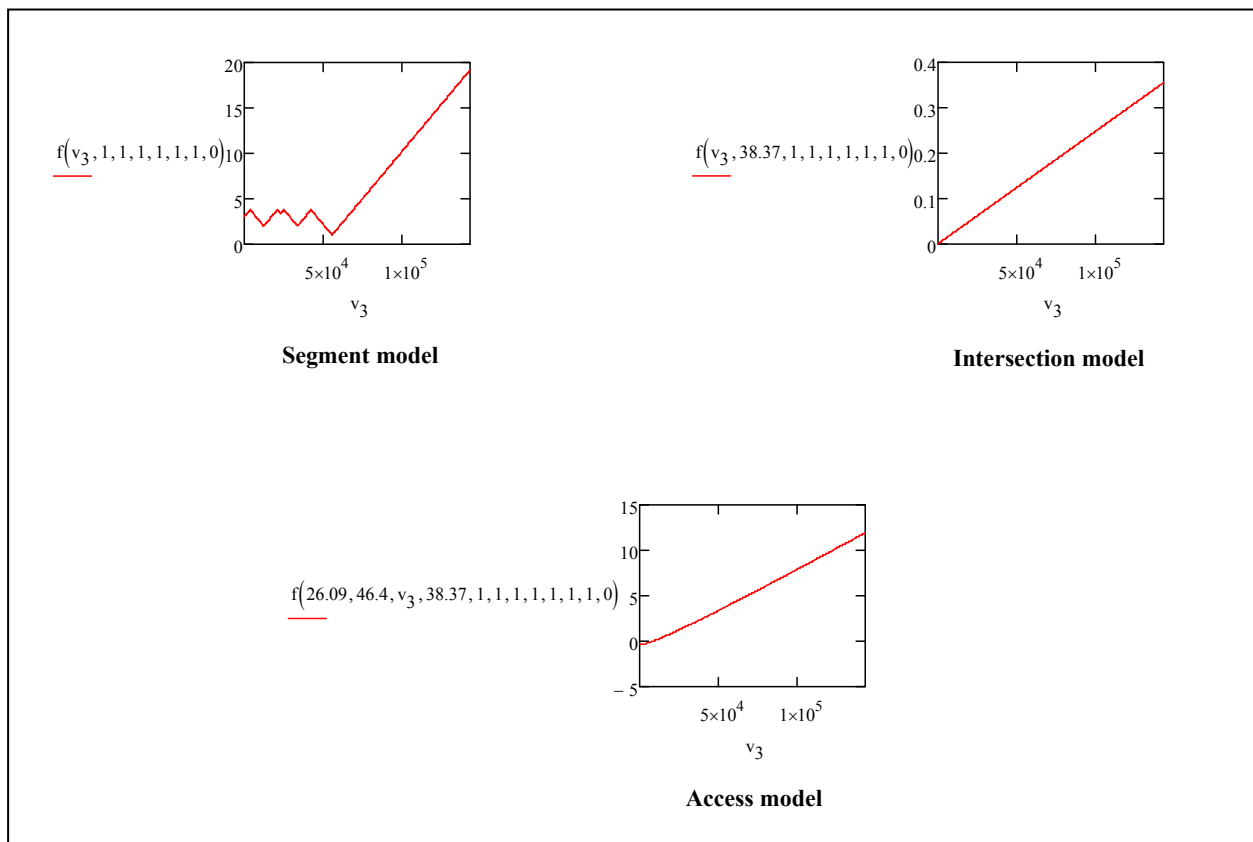 20
15
f(v3,1,1,1,1,1,1,0)10
5
0
5×10^4 1×10^5
v3
Segment model
0.4
0.3
f(v3,38.37,1,1,1,1,1,1,0)0.2
0.1
0
5×10^4 1×10^5
v3
Intersection model
15
10
f(26.09,46.4,v3,38.37,1,1,1,1,1,1,1,0) 5
0
– 5
5×10^4 1×10^5
v3
Access model